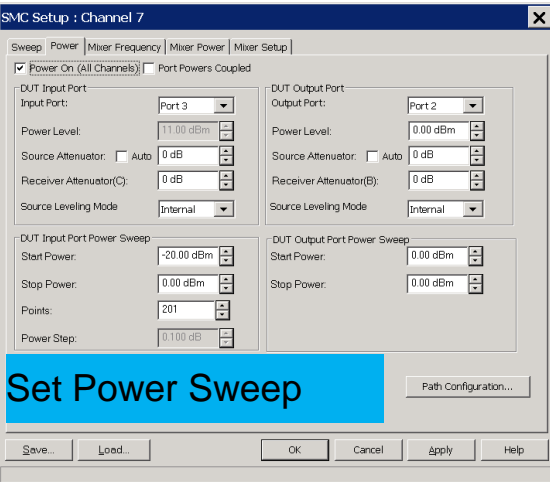 SMC Setup : Channel 7
Sweep Power Mixer Frequency Mixer Power Mixer Setup
Power On (All Channels) Port Powers Coupled
DUT Input Port
Input Port: Port 3
Power Level: 11.00 dBm
Source Attenuator: Auto 0 dB
Receiver Attenuator(C): 0 dB
Source Leveling Mode Internal
DUT Output Port
Output Port: Port 2
Power Level: 0.00 dBm
Source Attenuator: Auto 0 dB
Receiver Attenuator(B): 0 dB
Source Leveling Mode Internal
DUT Input Port Power Sweep
Start Power: -20.00 dBm
Stop Power: 0.00 dBm
Points: 201
Power Step: 0.100 dB
DUT Output Port Power Sweep
Start Power: 0.00 dBm
Stop Power: 0.00 dBm
Set Power Sweep
Path Configuration...
Save... Load... OK Cancel Apply Help